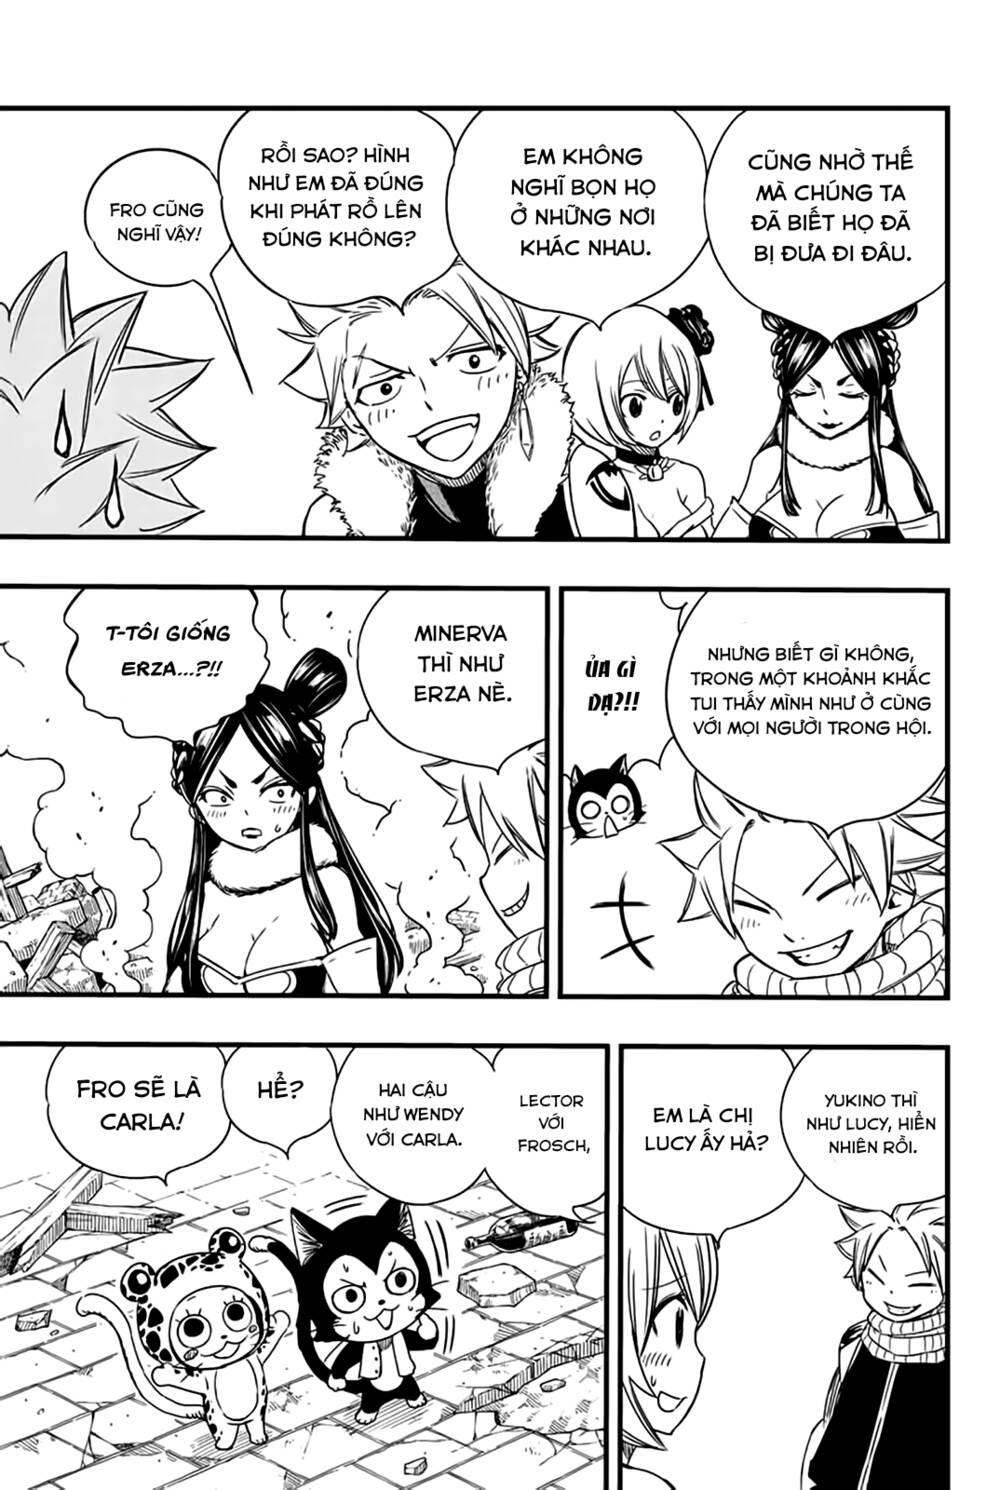 CŨNG NHỜ THẾ
MÀ CHÚNG TA
ĐÃ BIẾT HỌ ĐÃ
BỊ ĐƯA ĐI ĐÂU.
EM KHÔNG
NGHĨ BỌN HỌ
Ở NHỮNG NƠI
KHÁC NHAU.
RỒI SAO? HÌNH
NHƯ EM ĐÃ ĐÚNG
KHI PHÁT RỒ LÊN
ĐÚNG KHÔNG?
FRO CŨNG
NGHĨ VẬY!
NHƯNG BIẾT GÌ KHÔNG,
TRONG MỘT KHOẢNH KHẮC
TUI THẤY MÌNH NHƯ Ở CÙNG
VỚI MỌI NGƯỜI TRONG HỘI.
ỦA GÌ
DẠ?!!
MINERVA
THÌ NHƯ
ERZA NÈ.
T-TÔI GIỐNG
ERZA...?!!
YUKINO THÌ
NHƯ LUCY, HIỂN
NHIÊN RỒI.
EM LÀ CHỊ
LUCY ẤY HẢ?
LECTOR
VỚI
FROSCH,
HAI CẬU
NHƯ WENDY
VỚI CARLA.
HỂ?
FRO SẼ LÀ
CARLA!